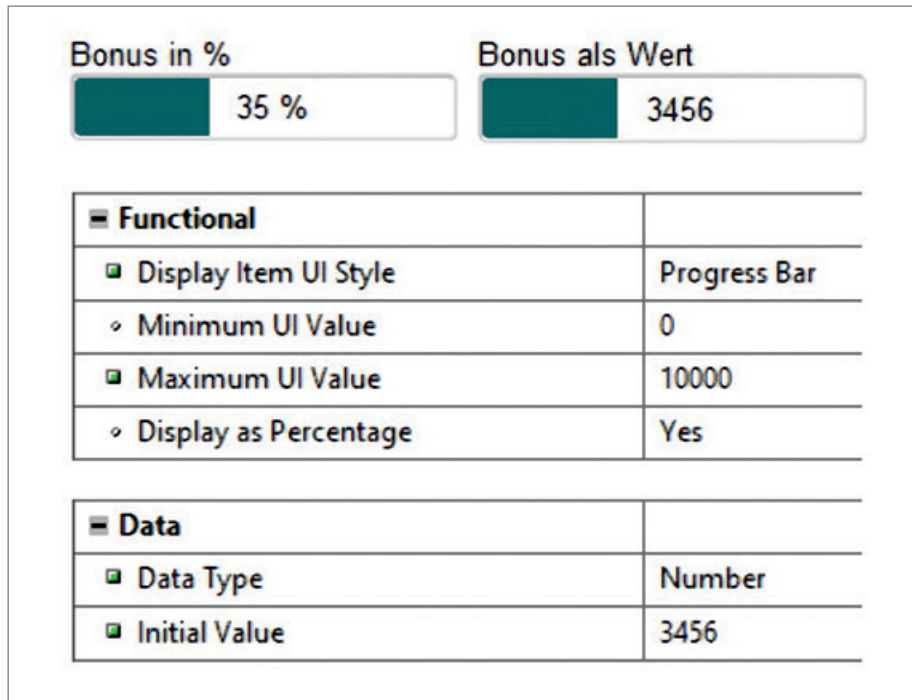 Bonus in % Bonus als Wert
35 % 3456
Functional
Display Item UI Style Progress Bar
Minimum UI Value 0
Maximum UI Value 10000
Display as Percentage Yes
Data
Data Type Number
Initial Value 3456